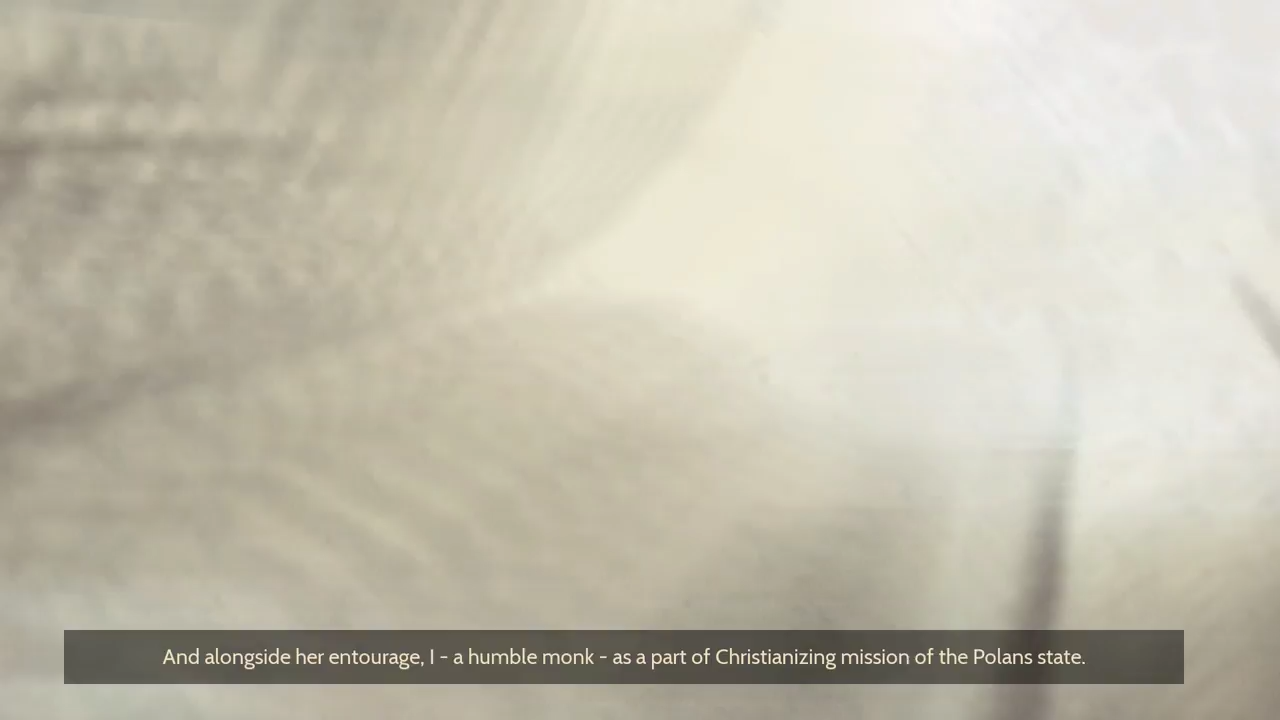 And alongside her entourage, I - a humble monk - as a part of Christianizing mission of the Polans state.